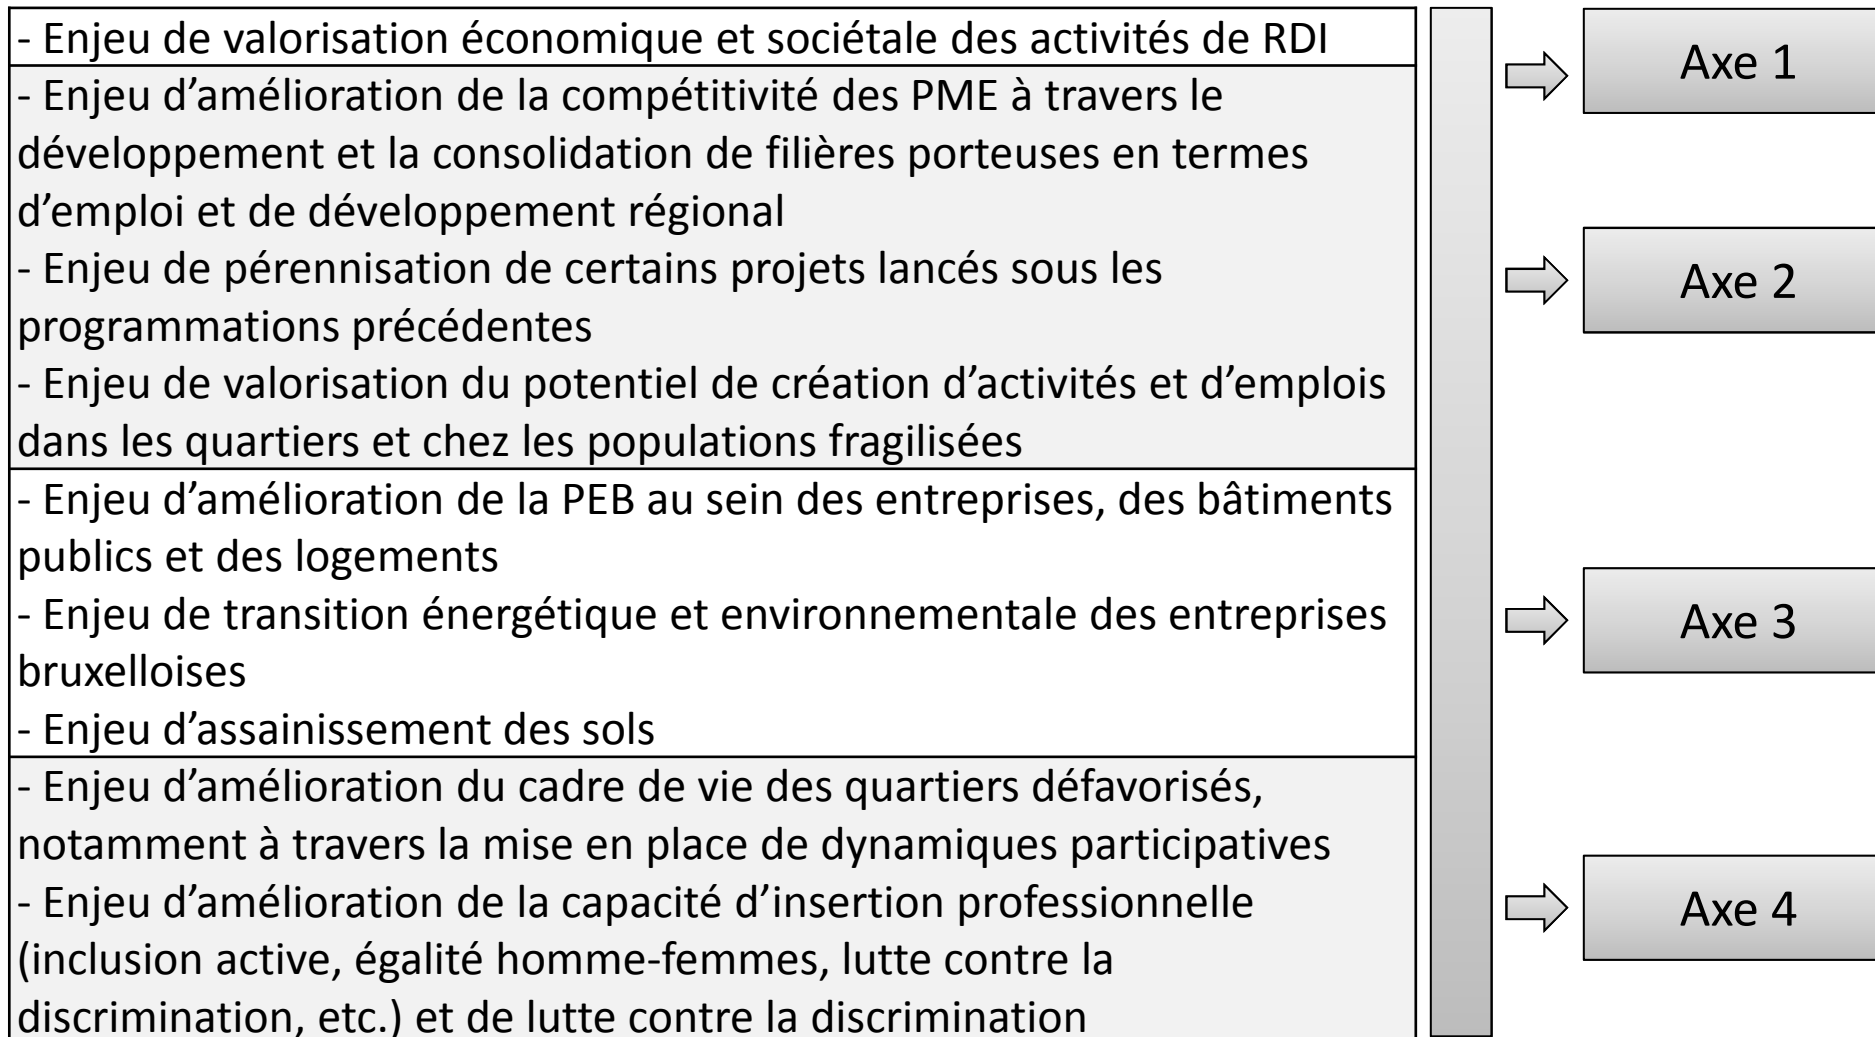 - Enjeu de valorisation économique et sociétale des activités de RDI
- Enjeu d’amélioration de la compétitivité des PME à travers le
développement et la consolidation de filières porteuses en termes
d’emploi et de développement régional
- Enjeu de pérennisation de certains projets lancés sous les
programmations précédentes
- Enjeu de valorisation du potentiel de création d’activités et d’emplois
dans les quartiers et chez les populations fragilisées
- Enjeu d’amélioration de la PEB au sein des entreprises, des bâtiments
publics et des logements
- Enjeu de transition énergétique et environnementale des entreprises
bruxelloises
- Enjeu d’assainissement des sols
- Enjeu d’amélioration du cadre de vie des quartiers défavorisés,
notamment à travers la mise en place de dynamiques participatives
- Enjeu d’amélioration de la capacité d’insertion professionnelle
(inclusion active, égalité homme-femmes, lutte contre la
discrimination, etc.) et de lutte contre la discrimination
Axe 1
Axe 2
Axe 3
Axe 4